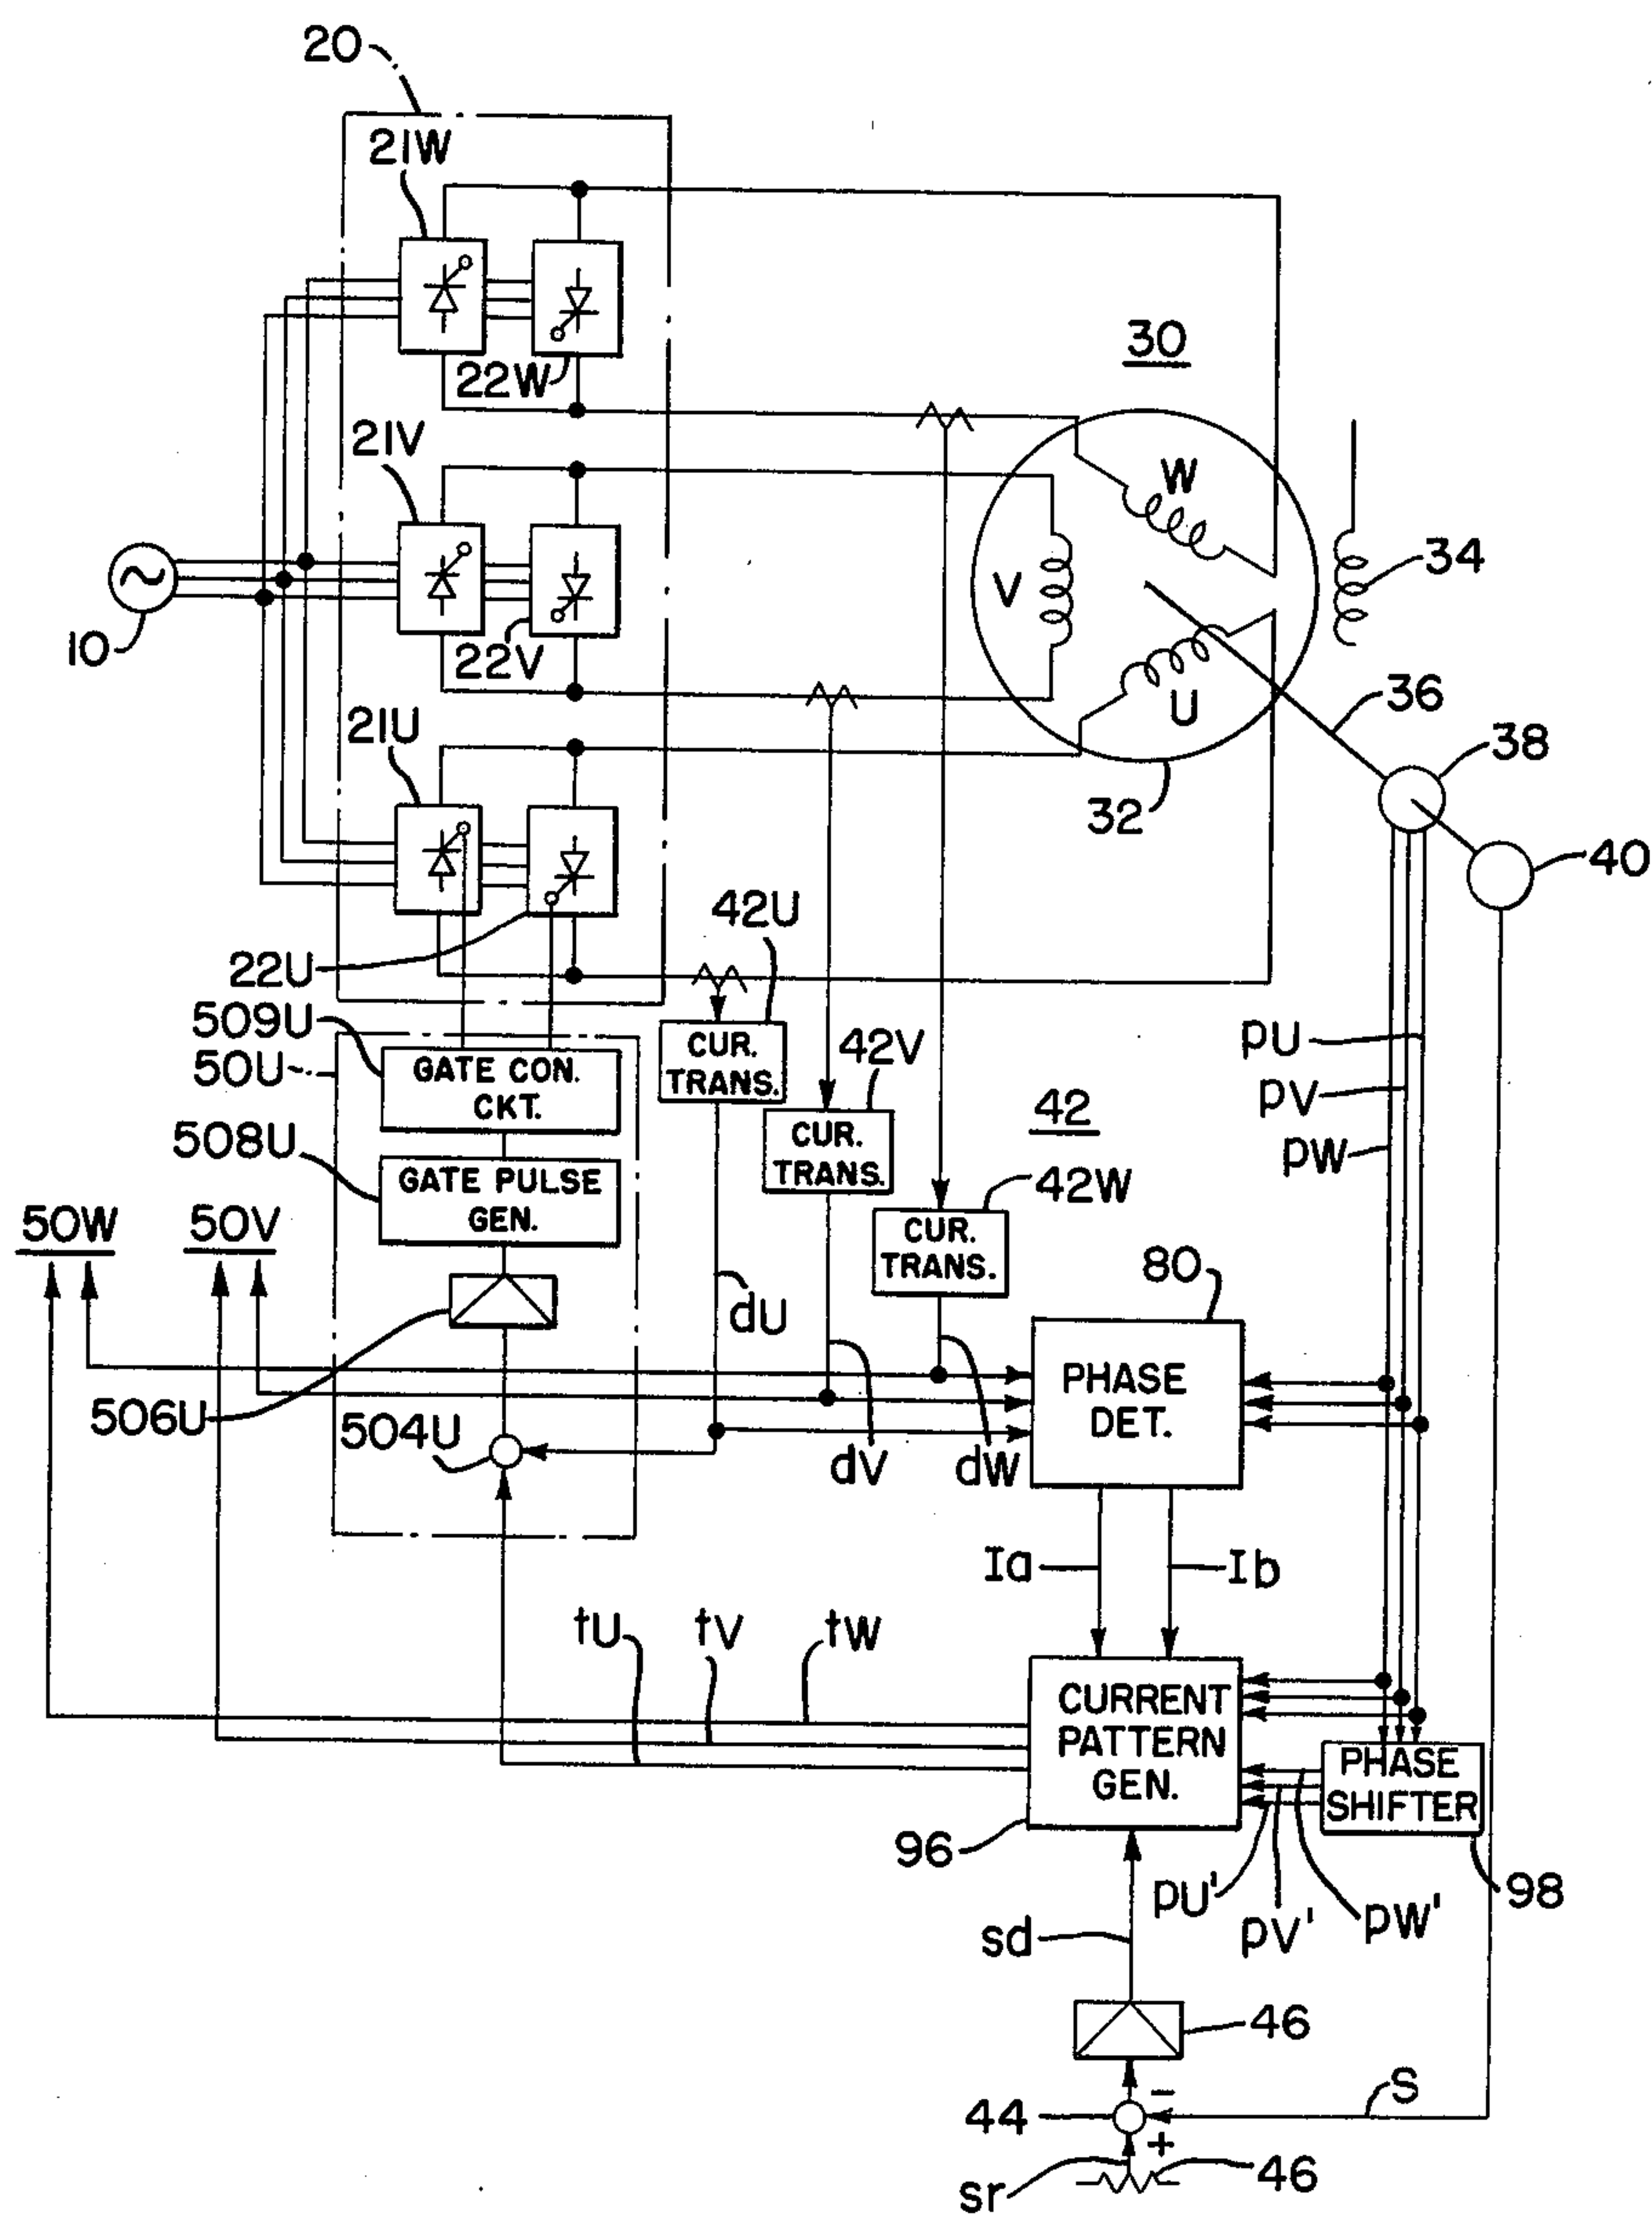 20
21W
22W
30
21V
W
34
V
10
22V
36
U
21U
38
32
40
42U
22U
509U
CUR.
TRANS.
42V
pU
50U
GATE CON.
CKT.
pV
42
CUR.
TRANS.
508U
pW
GATE PULSE
GEN.
42W
50W
50V
CUR.
TRANS.
80
dU
PHASE
DET.
506U
504U
dV
dW
Ia
Ib
tU
tV
tW
CURRENT
PATTERN
GEN.
PHASE
SHIFTER
96
pU'
98
pV'
pW'
sd
46
−
S
44
+
sr
46